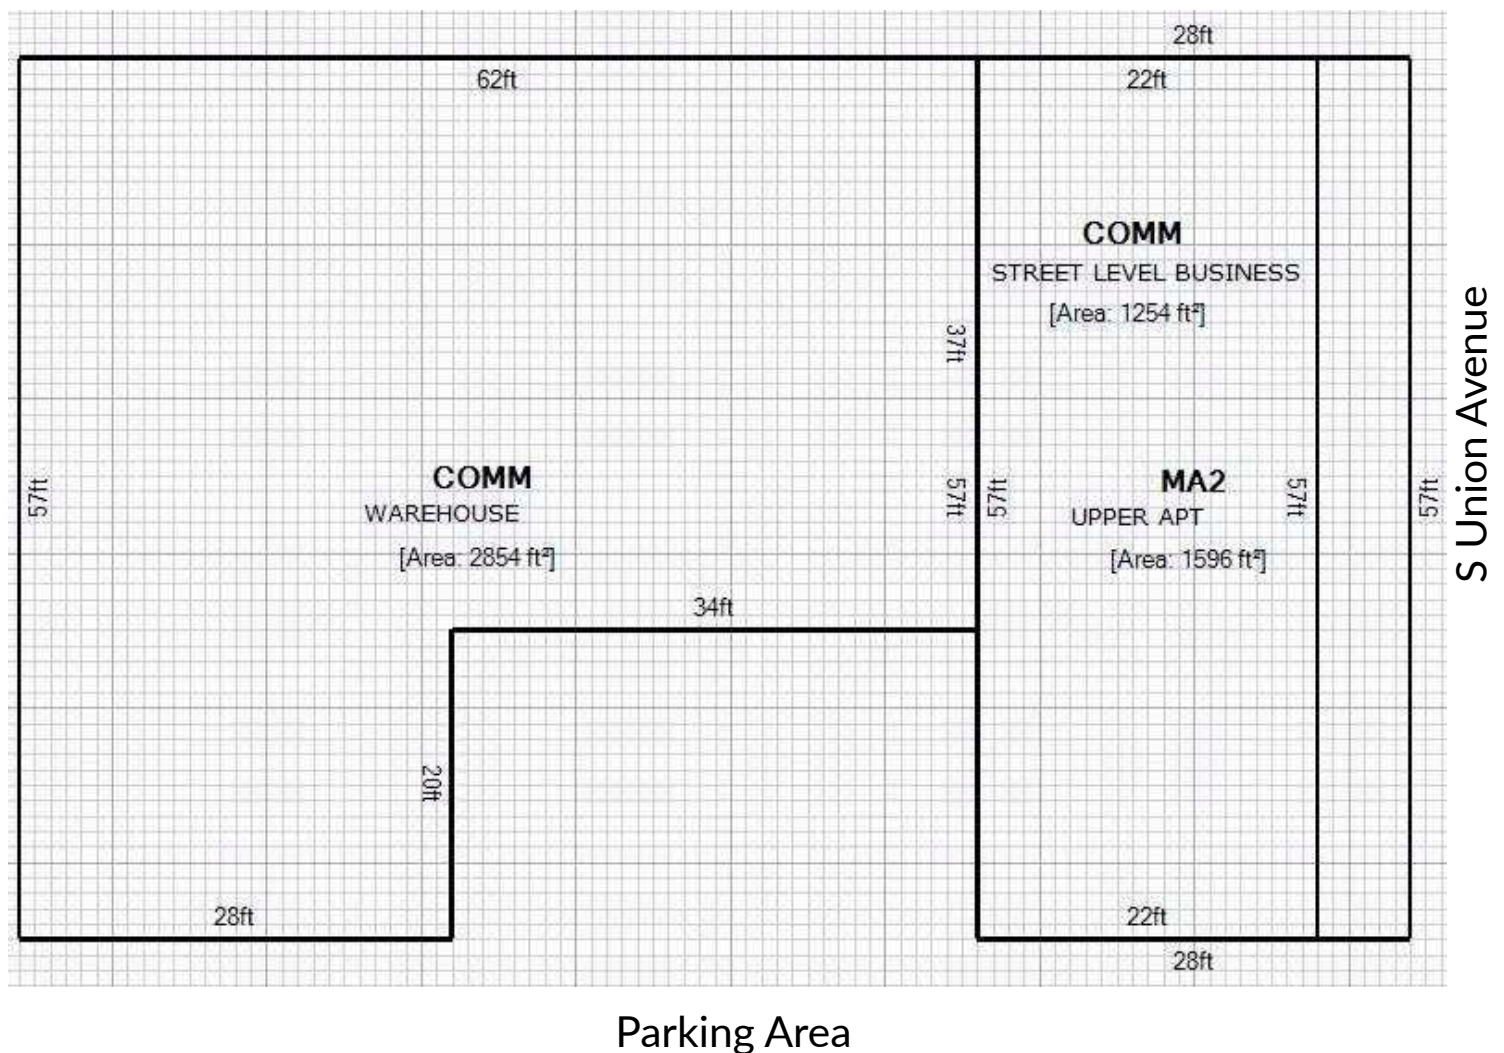 28ft
62ft
22ft
COMM
STREET LEVEL BUSINESS
[Area: 1254 ft²]
37ft
COMM
WAREHOUSE
[Area: 2854 ft²]
57ft
57ft
57ft
MA2
UPPER APT
[Area: 1596 ft²]
57ft
57ft
S Union Avenue
34ft
20ft
28ft
22ft
28ft
Parking Area